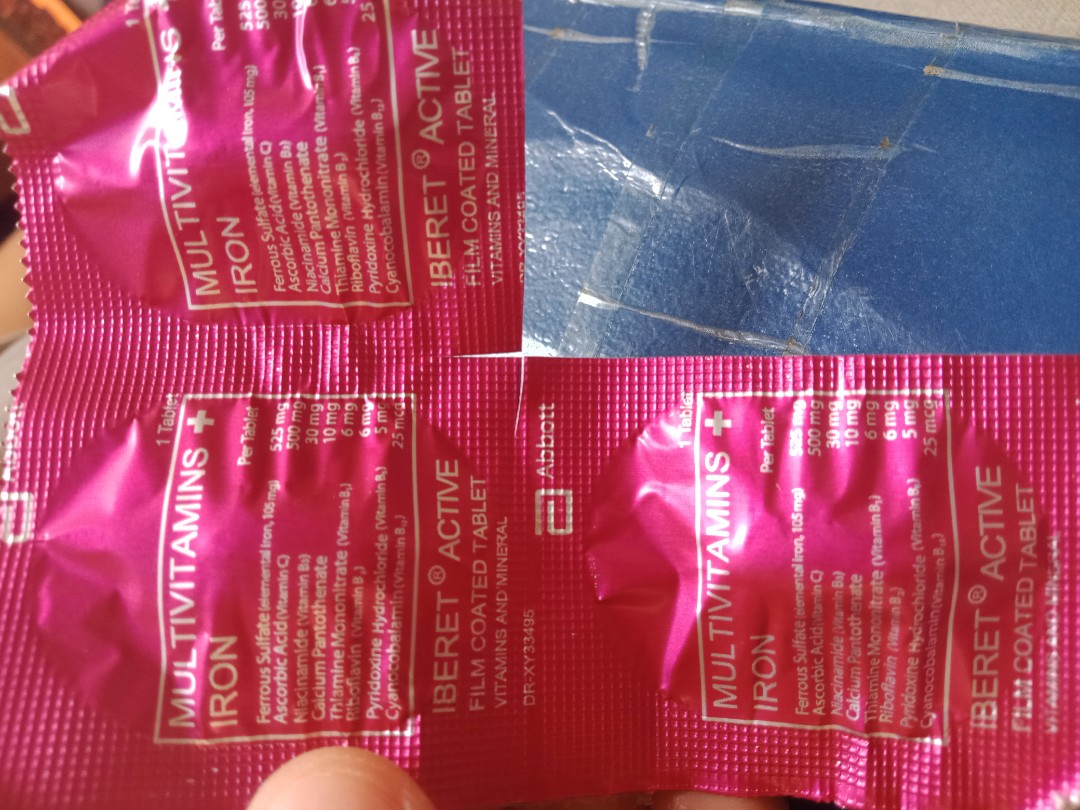 MULTIVITAMINS
IRON
Ferrous Sulfate (elemental Iron, 105 mg) 525
Ascorbic Acid (Vitamin C) 500
Niacinamide (Vitamin B3) 30
Calcium Pantothenate
Thiamine Mononitrate (Vitamin B1)
Riboflavin (Vitamin B2)
Pyridoxine Hydrochloride (Vitamin B6)
Cyanocobalamin (Vitamin B12) 25
IBERET® ACTIVE
FILM COATED TABLET
VITAMINS AND MINERAL
Abbott
1 Tablet
MULTIVITAMINS +
IRON
Per Tablet
Ferrous Sulfate (elemental Iron, 105 mg) 525 mg
Ascorbic Acid (Vitamin C) 500 mg
Niacinamide (Vitamin B3) 30 mg
Calcium Pantothenate 10 mg
Thiamine Mononitrate (Vitamin B1) 6 mg
Riboflavin (Vitamin B2) 6 mg
Pyridoxine Hydrochloride (Vitamin B6) 5 mg
Cyanocobalamin (Vitamin B12) 25 mcg
IBERET® ACTIVE
FILM COATED TABLET
VITAMINS AND MINERAL
DR-XY33495
Abbott
1 Tablet
MULTIVITAMINS +
IRON
Per Tablet
Ferrous Sulfate (elemental Iron, 105 mg) 525 mg
Ascorbic Acid (Vitamin C) 500 mg
Niacinamide (Vitamin B3) 30 mg
Calcium Pantothenate 10 mg
Thiamine Mononitrate (Vitamin B1) 6 mg
Riboflavin (Vitamin B2) 6 mg
Pyridoxine Hydrochloride (Vitamin B6) 5 mg
Cyanocobalamin (Vitamin B12) 25 mcg
IBERET® ACTIVE
FILM COATED TABLET